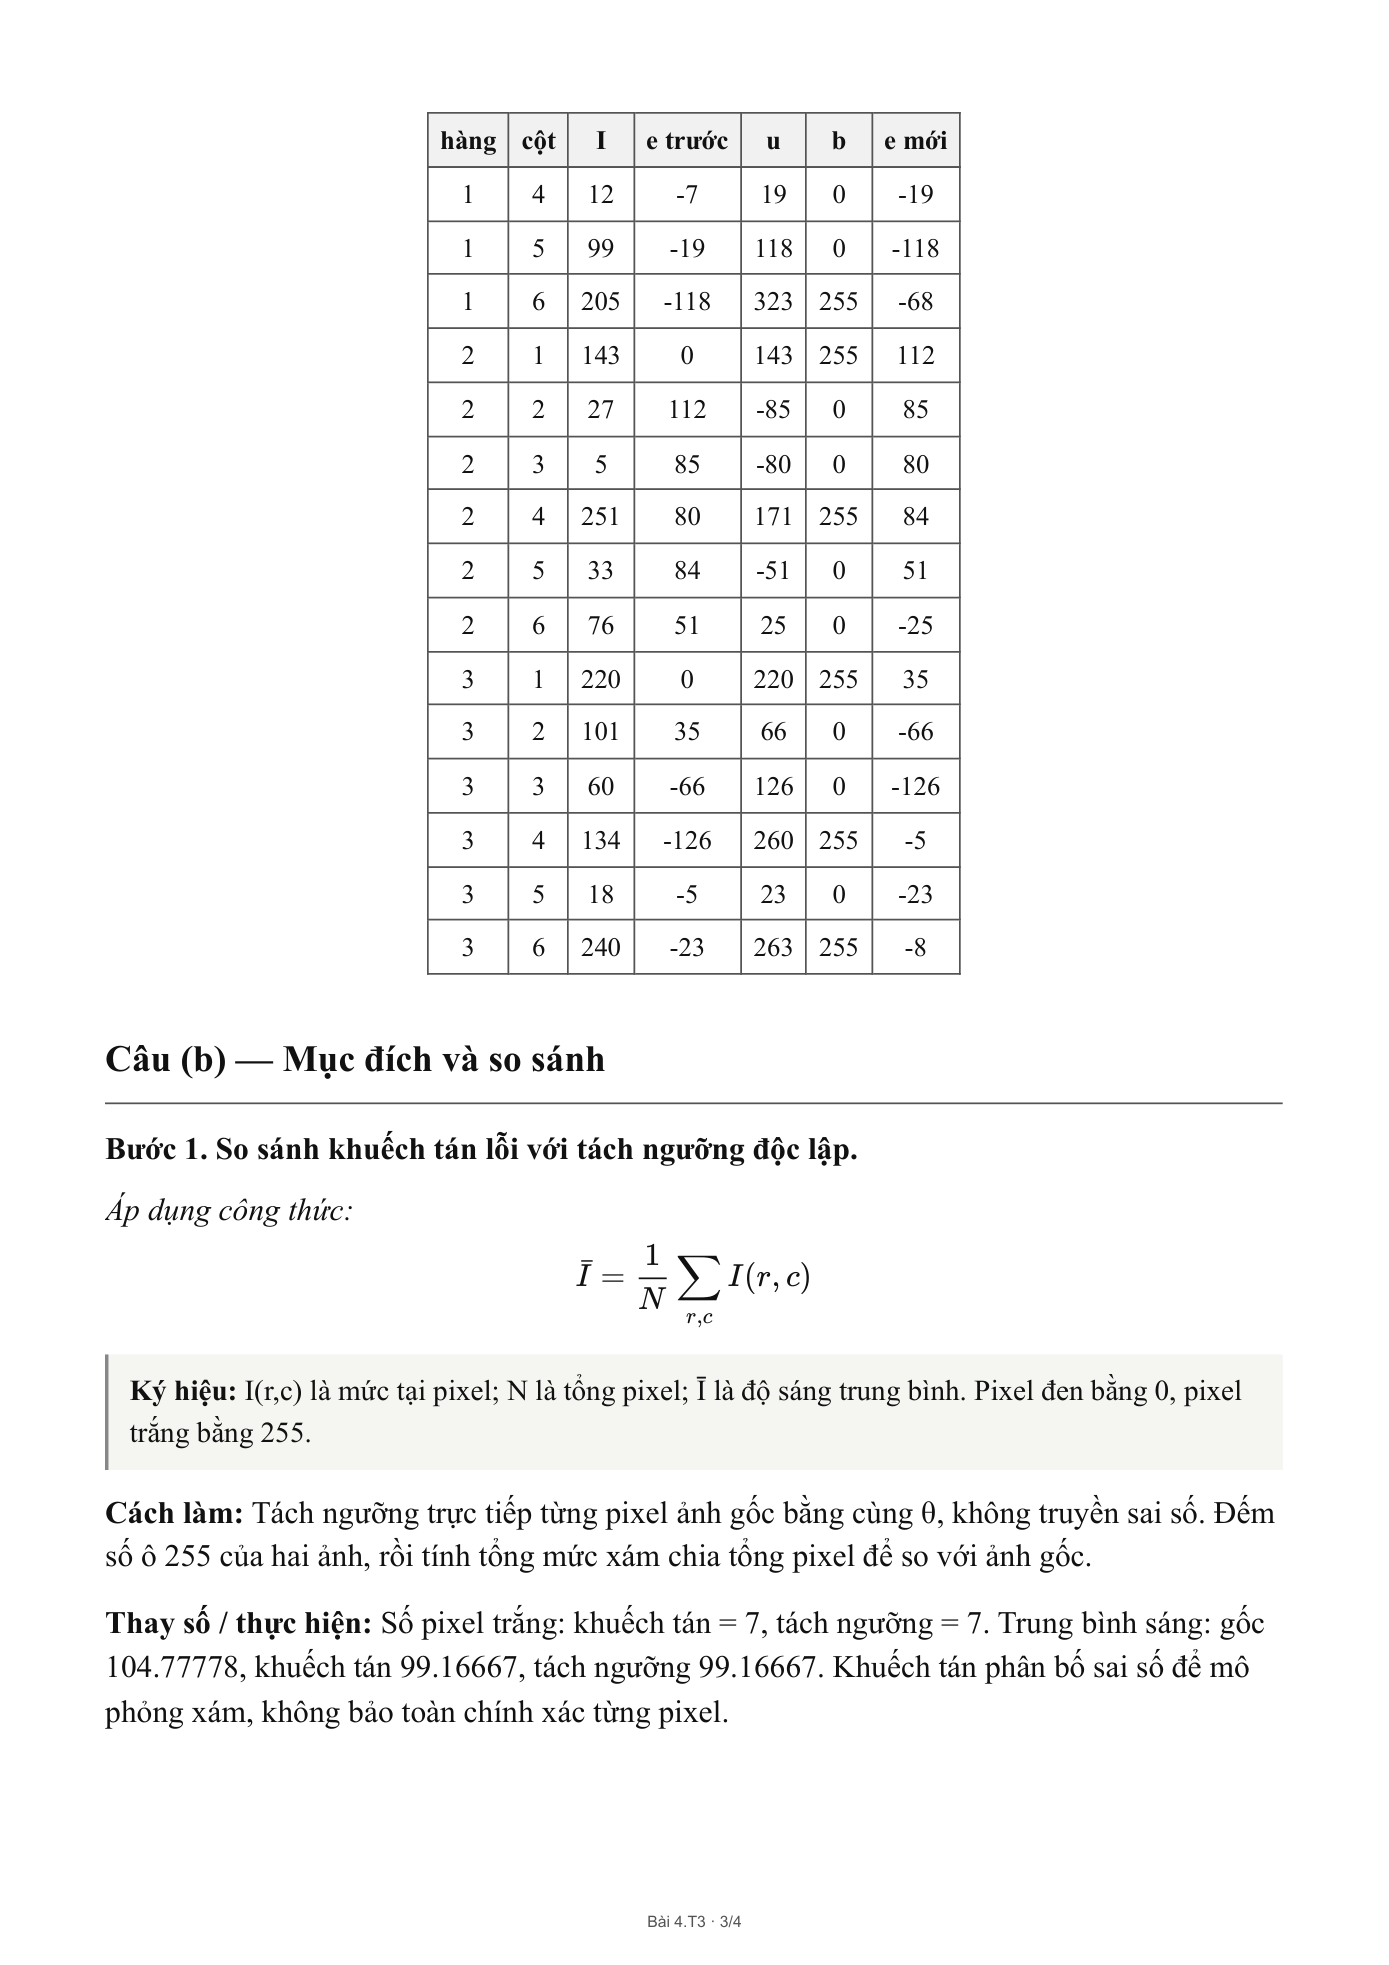 hàng cột I e trước u b e mới
1 4 12 -7 19 0 -19
1 5 99 -19 118 0 -118
1 6 205 -118 323 255 -68
2 1 143 0 143 255 112
2 2 27 112 -85 0 85
2 3 5 85 -80 0 80
2 4 251 80 171 255 84
2 5 33 84 -51 0 51
2 6 76 51 25 0 -25
3 1 220 0 220 255 35
3 2 101 35 66 0 -66
3 3 60 -66 126 0 -126
3 4 134 -126 260 255 -5
3 5 18 -5 23 0 -23
3 6 240 -23 263 255 -8
Câu (b) — Mục đích và so sánh
Bước 1. So sánh khuếch tán lỗi với tách ngưỡng độc lập.
Áp dụng công thức:
Ī = 1/N ∑ r,c I(r, c)
Ký hiệu: I(r,c) là mức tại pixel; N là tổng pixel; Ī là độ sáng trung bình. Pixel đen bằng 0, pixel
trắng bằng 255.
Cách làm: Tách ngưỡng trực tiếp từng pixel ảnh gốc bằng cùng θ, không truyền sai số. Đếm
số ô 255 của hai ảnh, rồi tính tổng mức xám chia tổng pixel để so với ảnh gốc.
Thay số / thực hiện: Số pixel trắng: khuếch tán = 7, tách ngưỡng = 7. Trung bình sáng: gốc
104.77778, khuếch tán 99.16667, tách ngưỡng 99.16667. Khuếch tán phân bố sai số để mô
phỏng xám, không bảo toàn chính xác từng pixel.
Bài 4.T3 · 3/4